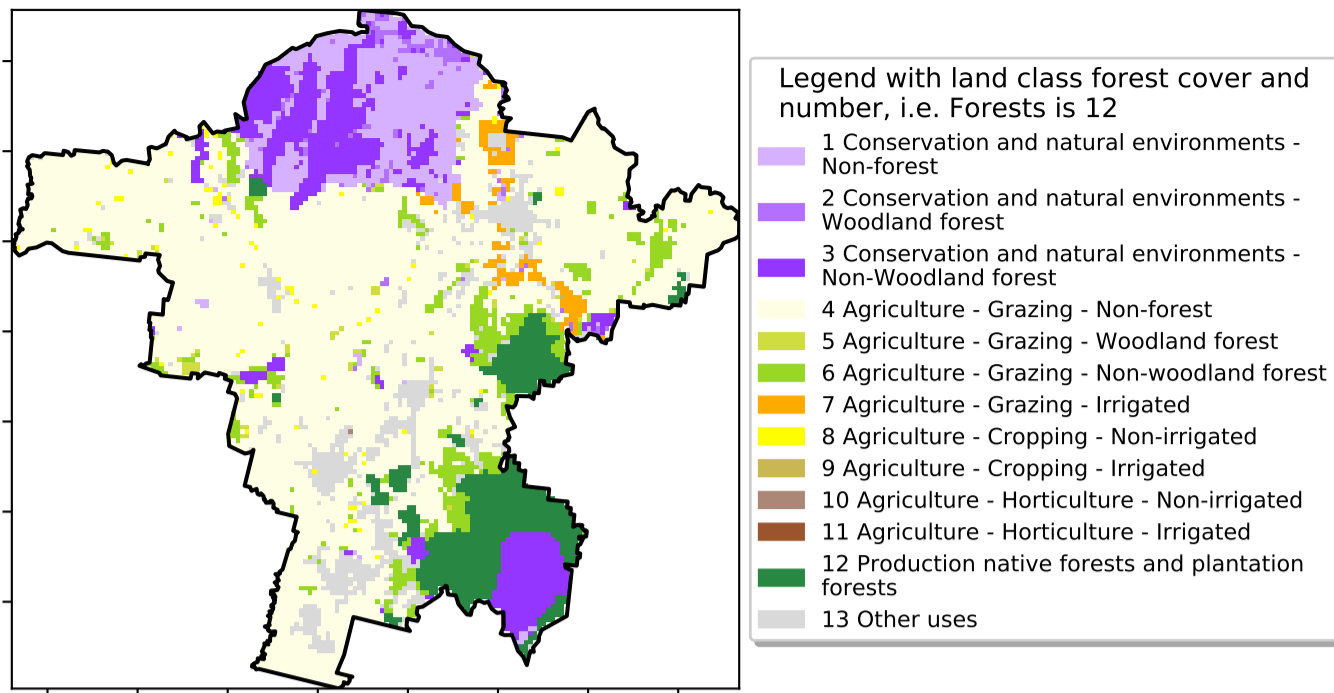 Legend with land class forest cover and
number, i.e. Forests is 12
1 Conservation and natural environments -
Non-forest
2 Conservation and natural environments -
Woodland forest
3 Conservation and natural environments -
Non-Woodland forest
4 Agriculture - Grazing - Non-forest
5 Agriculture - Grazing - Woodland forest
6 Agriculture - Grazing - Non-woodland forest
7 Agriculture - Grazing - Irrigated
8 Agriculture - Cropping - Non-irrigated
9 Agriculture - Cropping - Irrigated
10 Agriculture - Horticulture - Non-irrigated
11 Agriculture - Horticulture - Irrigated
12 Production native forests and plantation
forests
13 Other uses